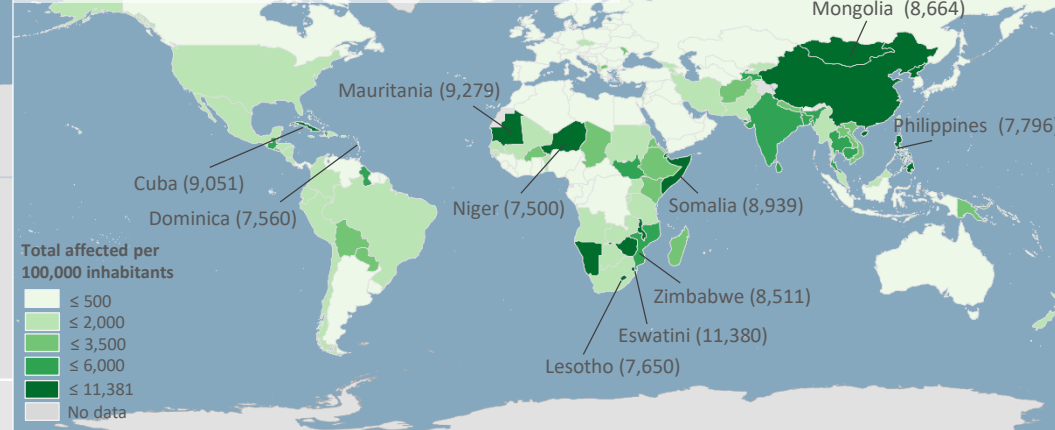 Mongolia (8,664)
Mauritania (9,279)
Philippines (7,796)
Cuba (9,051)
Dominica (7,560)
Niger (7,500)
Somalia (8,939)
Total affected per
100,000 inhabitants
≤ 500
≤ 2,000
≤ 3,500
≤ 6,000
≤ 11,381
No data
Zimbabwe (8,511)
Eswatini (11,380)
Lesotho (7,650)